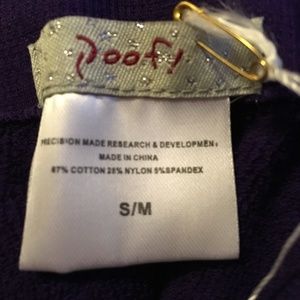 Poof!
PRECISION MADE RESEARCH & DEVELOPMENT
MADE IN CHINA
67% COTTON 28% NYLON 5%SPANDEX
S/M